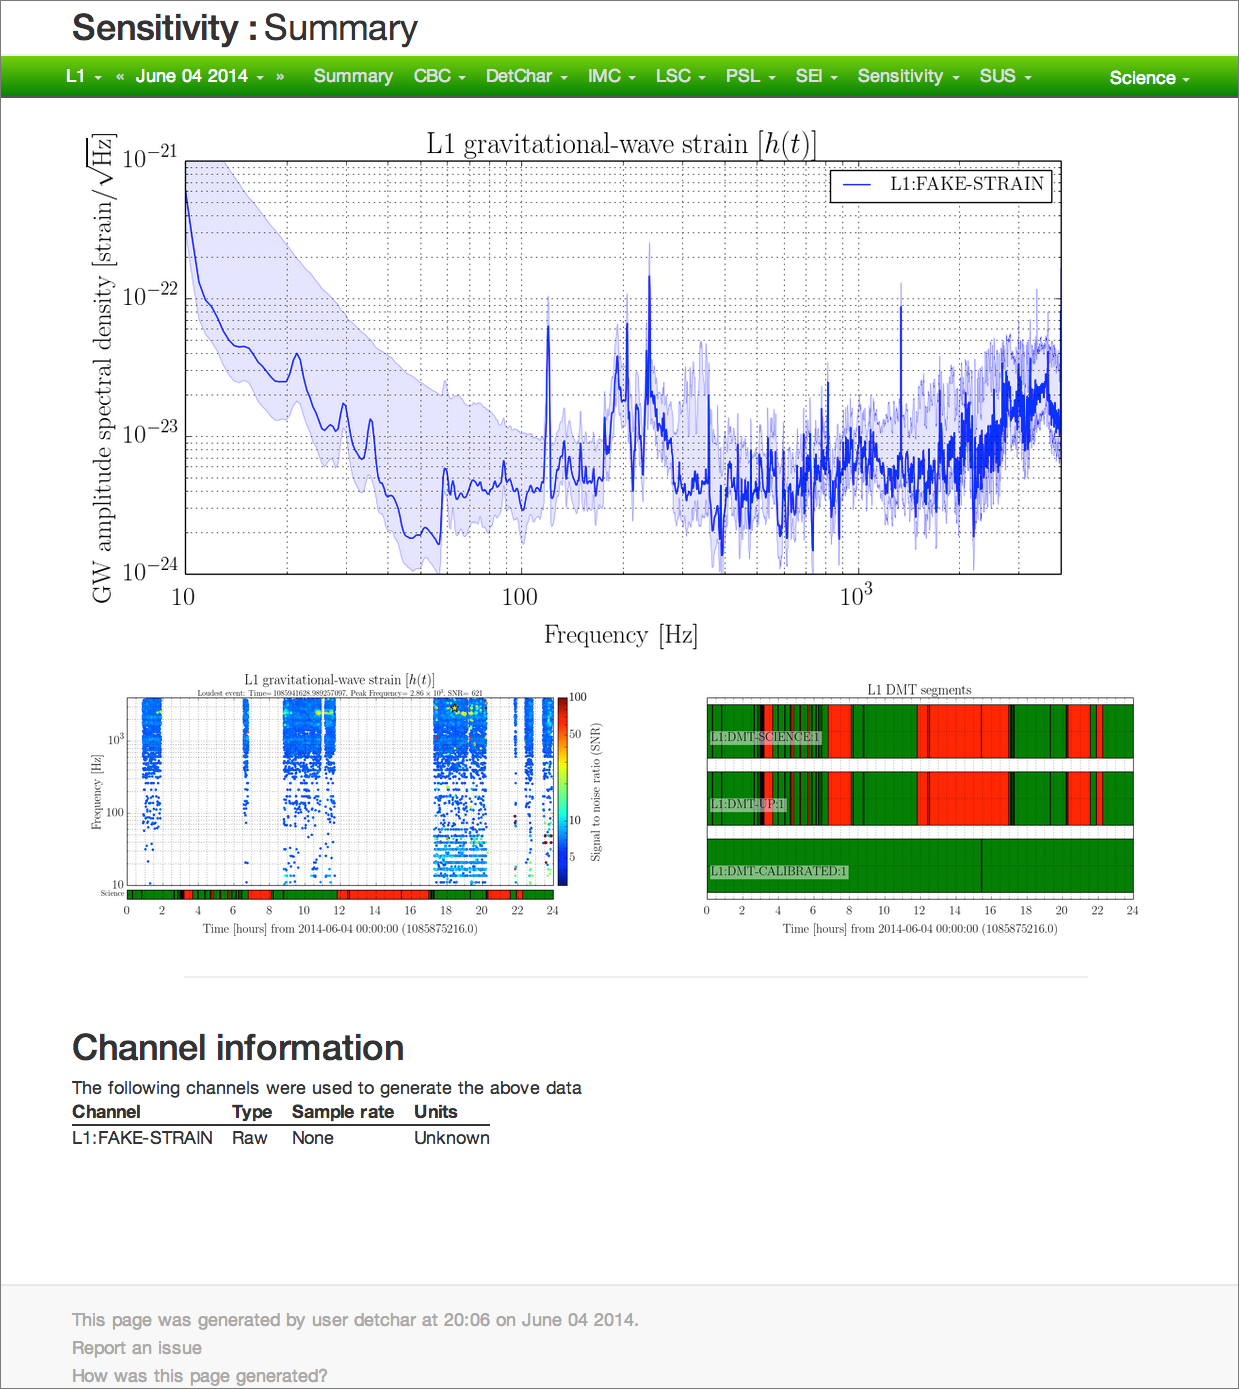 Sensitivity : Summary
L1 « June 04 2014 » Summary CBC DetChar IMC LSC PSL SEI Sensitivity SUS Science
L1 gravitational-wave strain [h(t)]
L1:FAKE-STRAIN
GW amplitude spectral density [strain/√Hz]
10⁻²¹
10⁻²²
10⁻²³
10⁻²⁴
10 100 10³
Frequency [Hz]
L1 gravitational-wave strain [h(t)]
Loudest event: Time=1085941628.989257097, Peak Frequency= 2.86 × 10³, SNR= 621
Frequency [Hz]
10³
100
10
Science
0 2 4 6 8 10 12 14 16 18 20 22 24
Time [hours] from 2014-06-04 00:00:00 (1085875216.0)
100
50
10
5
Signal to noise ratio (SNR)
L1 DMT segments
L1:DMT-SCIENCE:1
L1:DMT-UP:1
L1:DMT-CALIBRATED:1
0 2 4 6 8 10 12 14 16 18 20 22 24
Time [hours] from 2014-06-04 00:00:00 (1085875216.0)
Channel information
The following channels were used to generate the above data
Channel Type Sample rate Units
L1:FAKE-STRAIN Raw None Unknown
This page was generated by user detchar at 20:06 on June 04 2014.
Report an issue
How was this page generated?